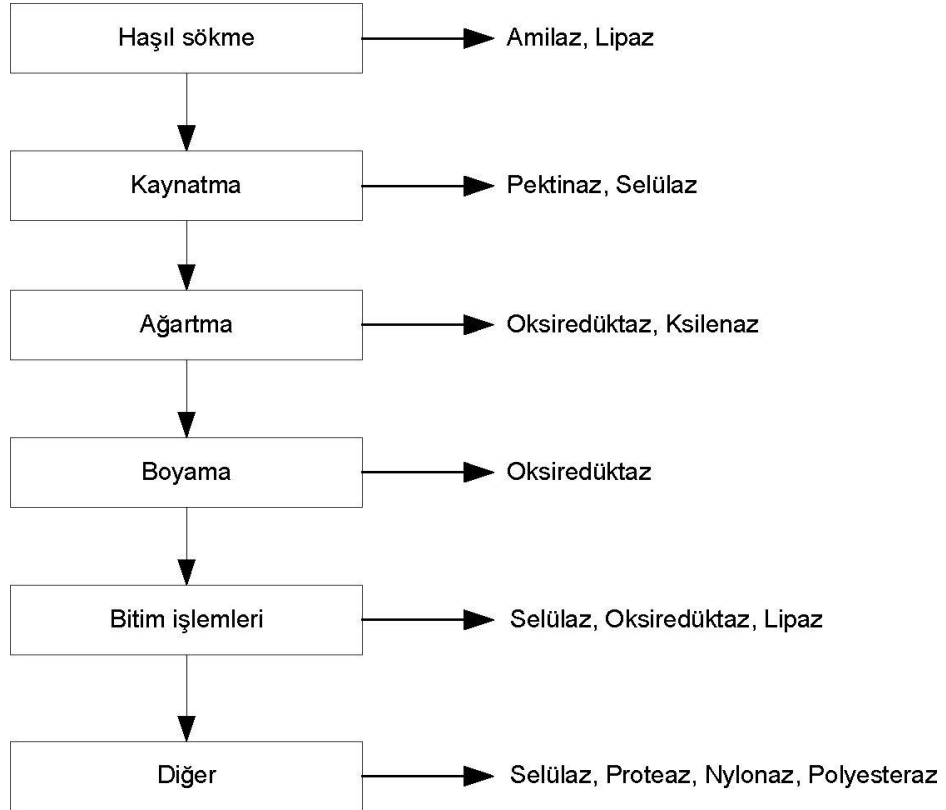 Haşıl sökme
Amilaz, Lipaz
Kaynatma
Pektinaz, Selülaz
Ağartma
Oksiredüktaz, Ksilenaz
Boyama
Oksiredüktaz
Bitim işlemleri
Selülaz, Oksiredüktaz, Lipaz
Diğer
Selülaz, Proteaz, Nylonaz, Polyesteraz